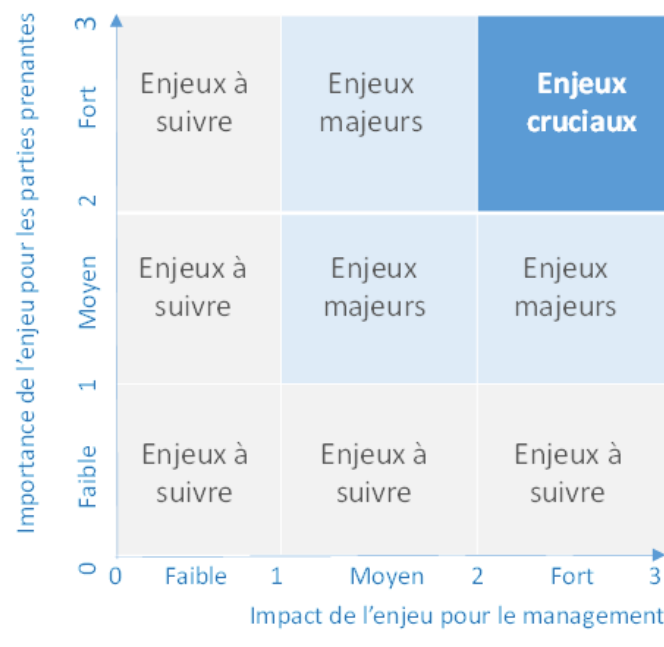 Importance de l'enjeu pour les parties prenantes
3
Fort
2
Moyen
1
Faible
0
Enjeux à
suivre
Enjeux
majeurs
Enjeux
cruciaux
Enjeux à
suivre
Enjeux
majeurs
Enjeux
majeurs
Enjeux à
suivre
Enjeux à
suivre
Enjeux à
suivre
0 Faible 1 Moyen 2 Fort 3
Impact de l'enjeu pour le management